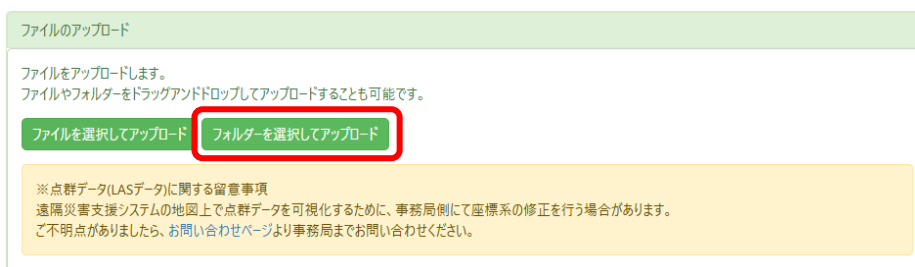 ファイルのアップロード
ファイルをアップロードします。
ファイルやフォルダーをドラッグアンドドロップしてアップロードすることも可能です。
ファイルを選択してアップロード フォルダーを選択してアップロード
※点群データ(LASデータ)に関する留意事項
遠隔災害支援システムの地図上で点群データを可視化するために、事務局側にて座標系の修正を行う場合があります。
ご不明点がありましたら、お問い合わせページより事務局までお問い合わせください。